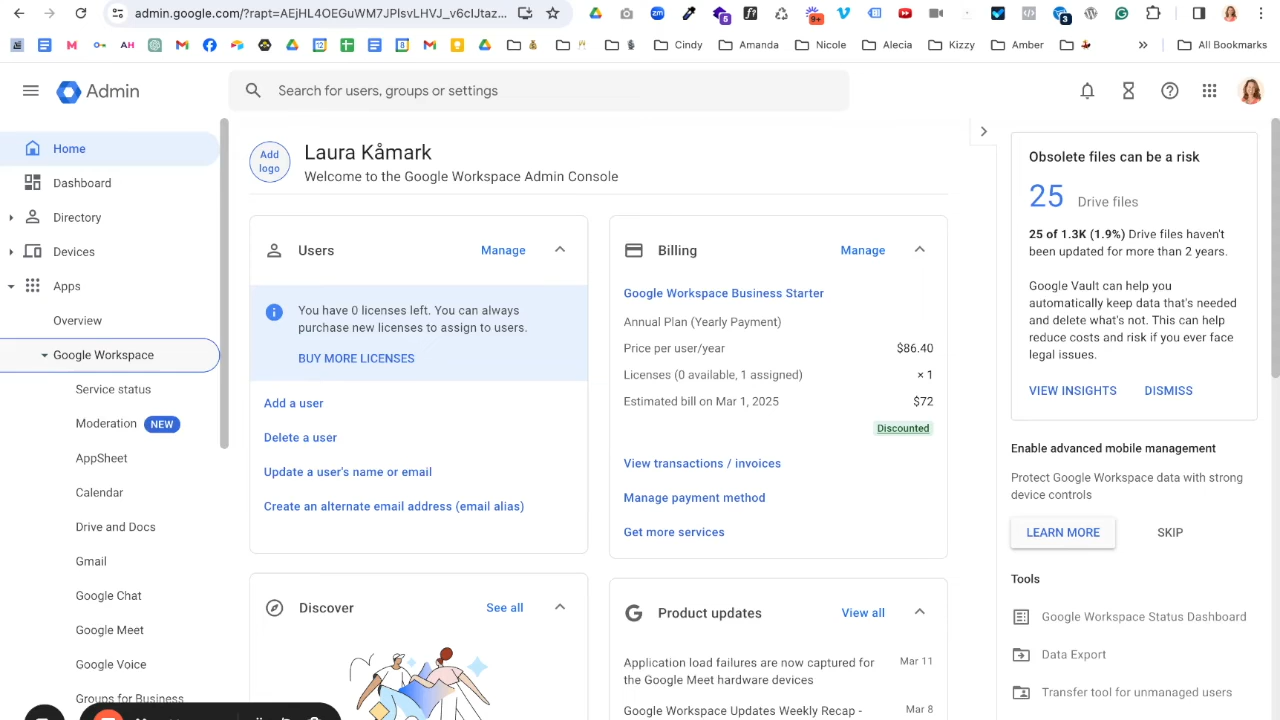 admin.google.com/?rapt=AEjHL4OEGuWM7JPlsvLHVJ_v6cIJtaz...
5
9+
3
AH
12
8
Cindy
Amanda
Nicole
Alecia
Kizzy
Amber
All Bookmarks
Admin
Search for users, groups or settings
Home
Dashboard
Directory
Devices
Apps
Overview
Google Workspace
Service status
Moderation NEW
AppSheet
Calendar
Drive and Docs
Gmail
Google Chat
Google Meet
Google Voice
Groups for Business
Add
logo
Laura Kåmark
Welcome to the Google Workspace Admin Console
Users
Manage
You have 0 licenses left. You can always
purchase new licenses to assign to users.
BUY MORE LICENSES
Add a user
Delete a user
Update a user's name or email
Create an alternate email address (email alias)
Discover
See all
Billing
Manage
Google Workspace Business Starter
Annual Plan (Yearly Payment)
Price per user/year $86.40
Licenses (0 available, 1 assigned) × 1
Estimated bill on Mar 1, 2025 $72
Discounted
View transactions / invoices
Manage payment method
Get more services
Product updates
View all
Application load failures are now captured for Mar 11
the Google Meet hardware devices
Google Workspace Updates Weekly Recap - Mar 8
Obsolete files can be a risk
25 Drive files
25 of 1.3K (1.9%) Drive files haven't
been updated for more than 2 years.
Google Vault can help you
automatically keep data that's needed
and delete what's not. This can help
reduce costs and risk if you ever face
legal issues.
VIEW INSIGHTS DISMISS
Enable advanced mobile management
Protect Google Workspace data with strong
device controls
LEARN MORE SKIP
Tools
Google Workspace Status Dashboard
Data Export
Transfer tool for unmanaged users